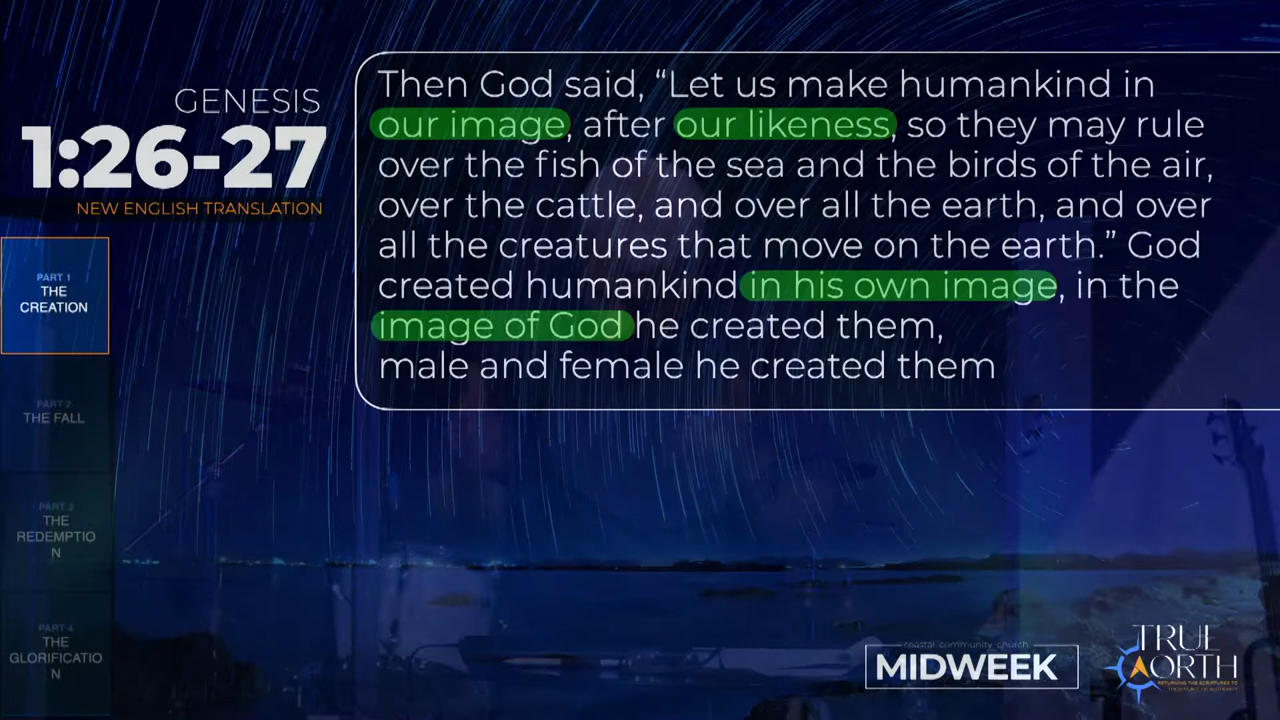 GENESIS
1:26-27
NEW ENGLISH TRANSLATION
Then God said, “Let us make humankind in
our image, after our likeness, so they may rule
over the fish of the sea and the birds of the air,
over the cattle, and over all the earth, and over
all the creatures that move on the earth.” God
created humankind in his own image, in the
image of God he created them,
male and female he created them
PART 1
THE
CREATION
PART 2
THE FALL
PART 3
THE
REDEMPTIO
N
PART 4
THE
GLORIFICATIO
N
coastal community church
MIDWEEK
TRUE
NORTH
RETURNING THE SCRIPTURES TO